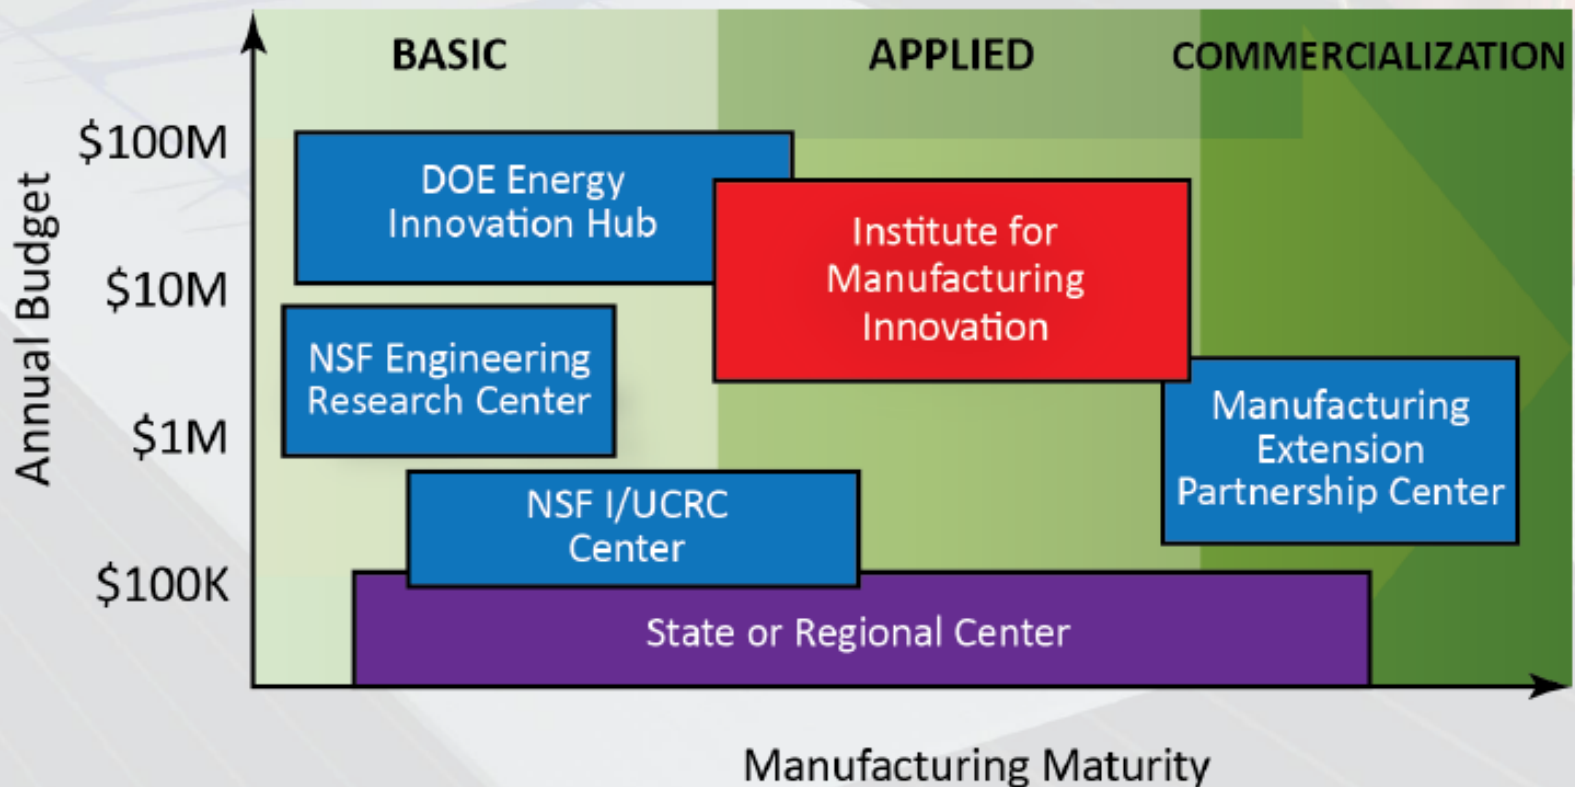 BASIC
APPLIED
COMMERCIALIZATION
Annual Budget
$100M
$10M
$1M
$100K
DOE Energy
Innovation Hub
Institute for
Manufacturing
Innovation
NSF Engineering
Research Center
Manufacturing
Extension
Partnership Center
NSF I/UCRC
Center
State or Regional Center
Manufacturing Maturity